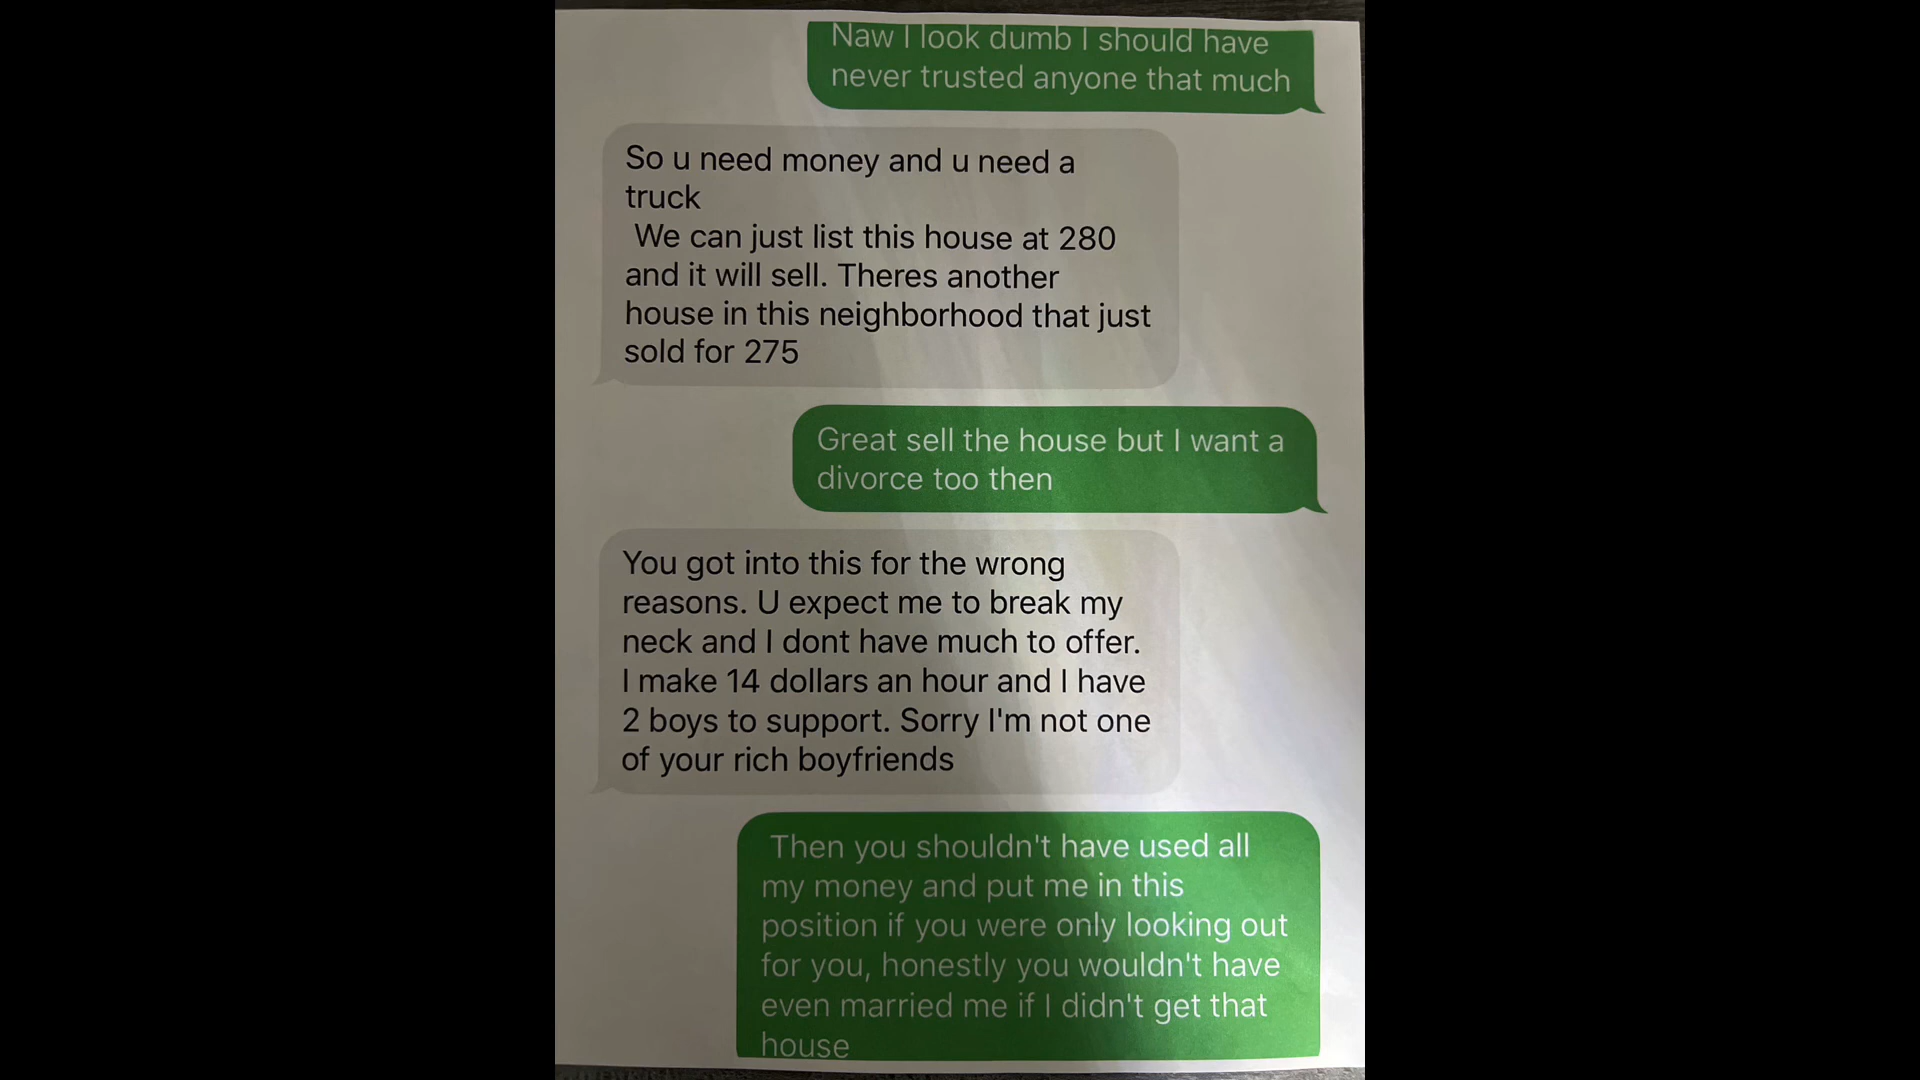 Naw I look dumb I should have
never trusted anyone that much
So u need money and u need a
truck
We can just list this house at 280
and it will sell. Theres another
house in this neighborhood that just
sold for 275
Great sell the house but I want a
divorce too then
You got into this for the wrong
reasons. U expect me to break my
neck and I dont have much to offer.
I make 14 dollars an hour and I have
2 boys to support. Sorry I'm not one
of your rich boyfriends
Then you shouldn't have used all
my money and put me in this
position if you were only looking out
for you, honestly you wouldn't have
even married me if I didn't get that
house